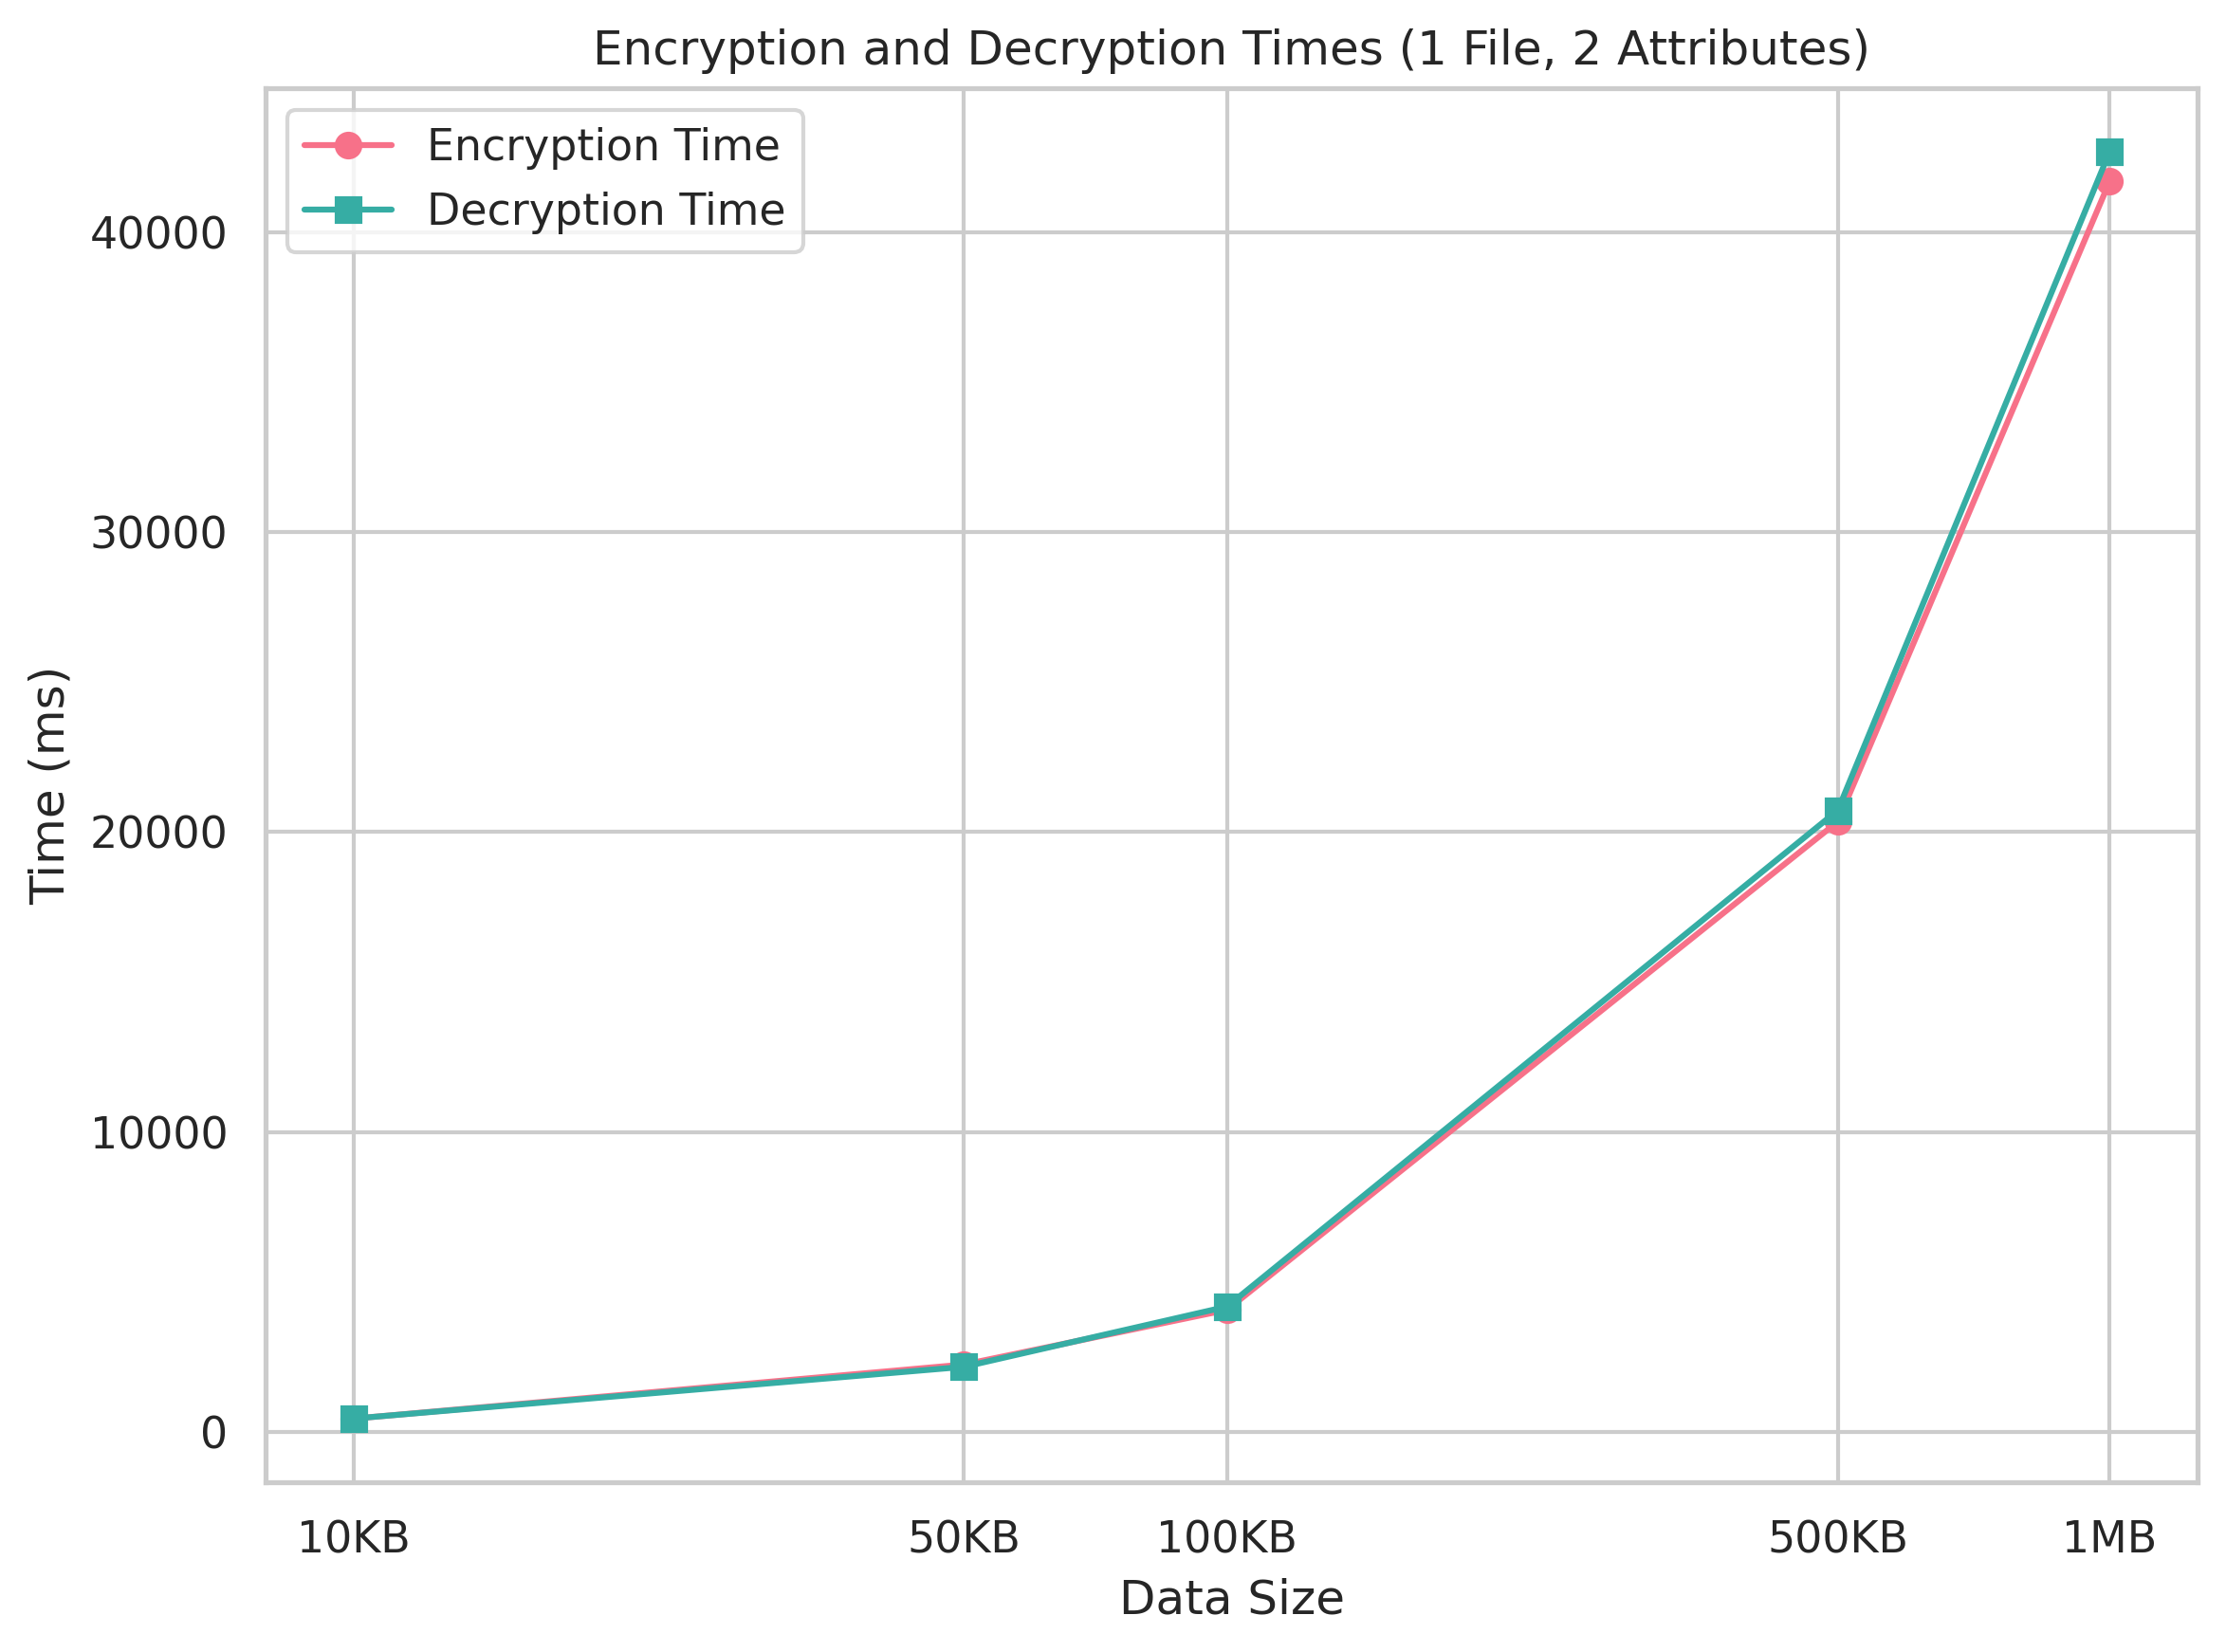 Encryption and Decryption Times (1 File, 2 Attributes)
Encryption Time
Decryption Time
Time (ms)
40000
30000
20000
10000
0
10KB
50KB
100KB
500KB
1MB
Data Size